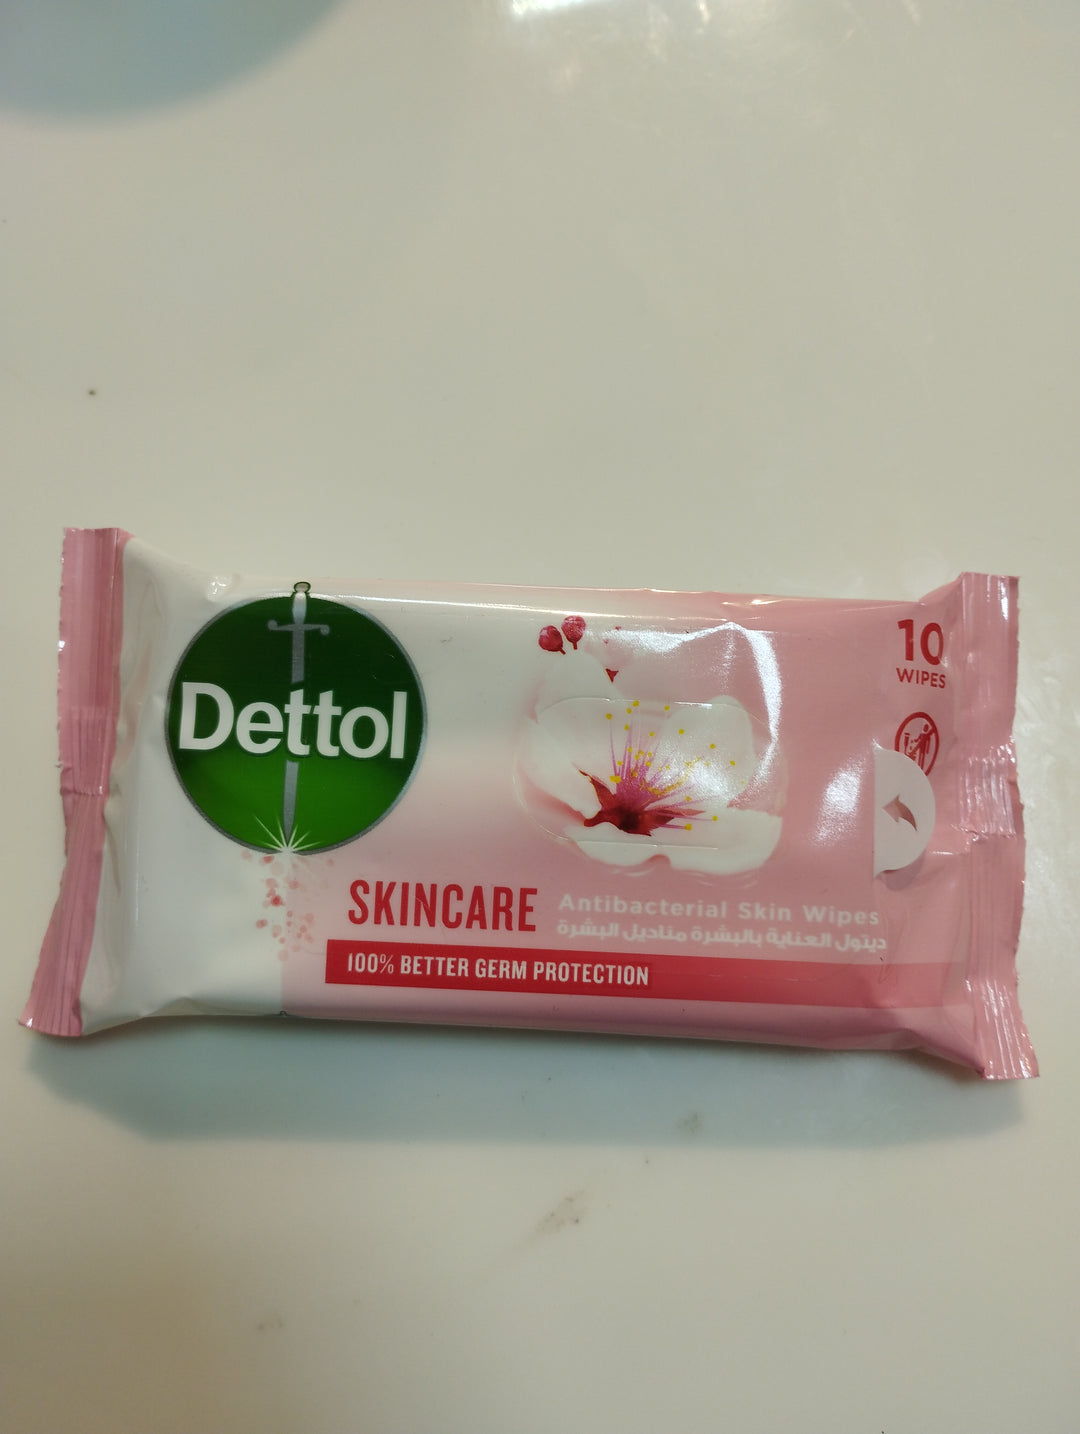 Dettol
10
WIPES
SKINCARE
Antibacterial Skin Wipes
ديتول العناية بالبشرة مناديل البشرة
100% BETTER GERM PROTECTION